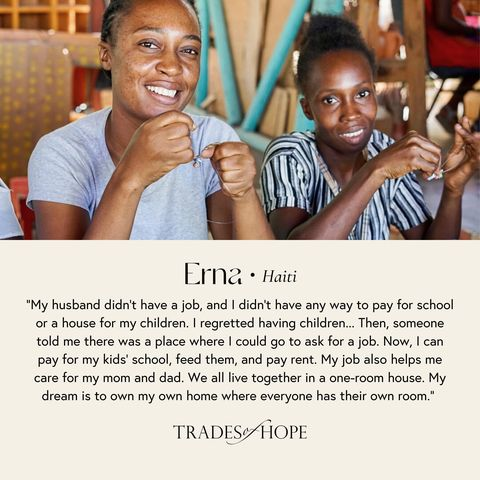 Erna • Haiti
"My husband didn't have a job, and I didn't have any way to pay for school
or a house for my children. I regretted having children... Then, someone
told me there was a place where I could go to ask for a job. Now, I can
pay for my kids' school, feed them, and pay rent. My job also helps me
care for my mom and dad. We all live together in a one-room house. My
dream is to own my own home where everyone has their own room."
TRADES of HOPE